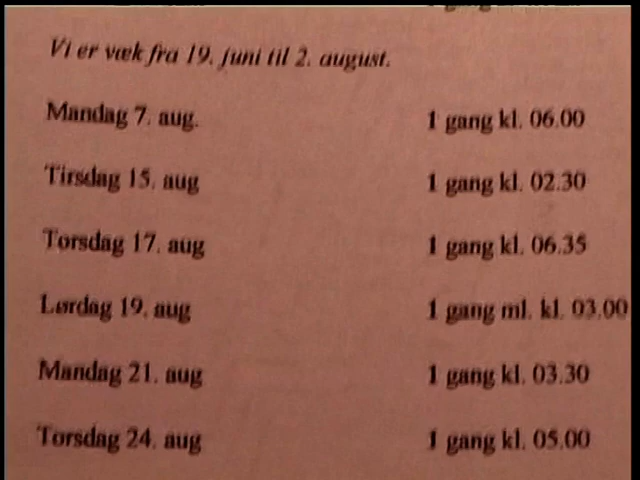 Vi er væk fra 19. juni til 2. august.
Mandag 7. aug. 1 gang kl. 06.00
Tirsdag 15. aug 1 gang kl. 02.30
Torsdag 17. aug 1 gang kl. 06.35
Lørdag 19. aug 1 gang ml. kl. 03.00
Mandag 21. aug 1 gang kl. 03.30
Torsdag 24. aug 1 gang kl. 05.00